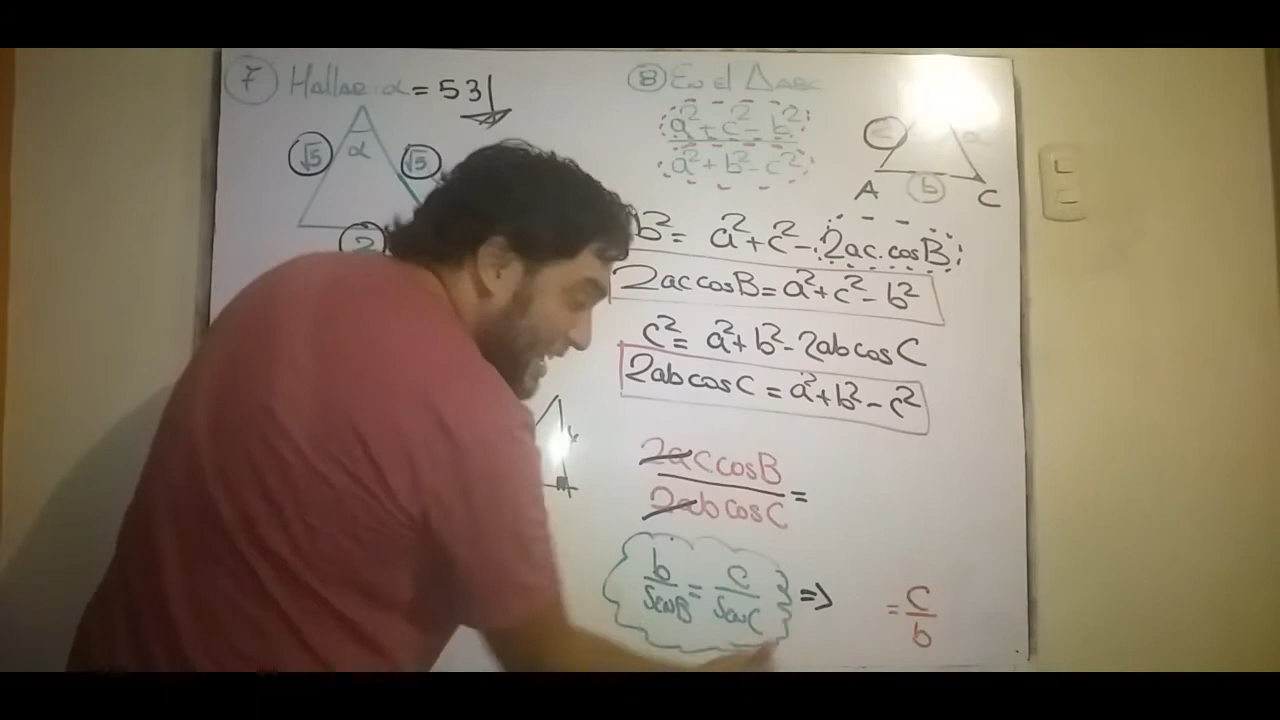 7 Hallar α = 53
√5 α √5
2
8 En el △ABC
a²+c²-b²
a²+b²-c²
A b C
b² = a²+c²-2ac.cosB
2accosB = a²+c²-b²
c² = a²+b²-2abcosC
2abcosC = a²+b²-c²
2accosB
2abcosC =
b/SenB = c/SenC ⇒ = c/b